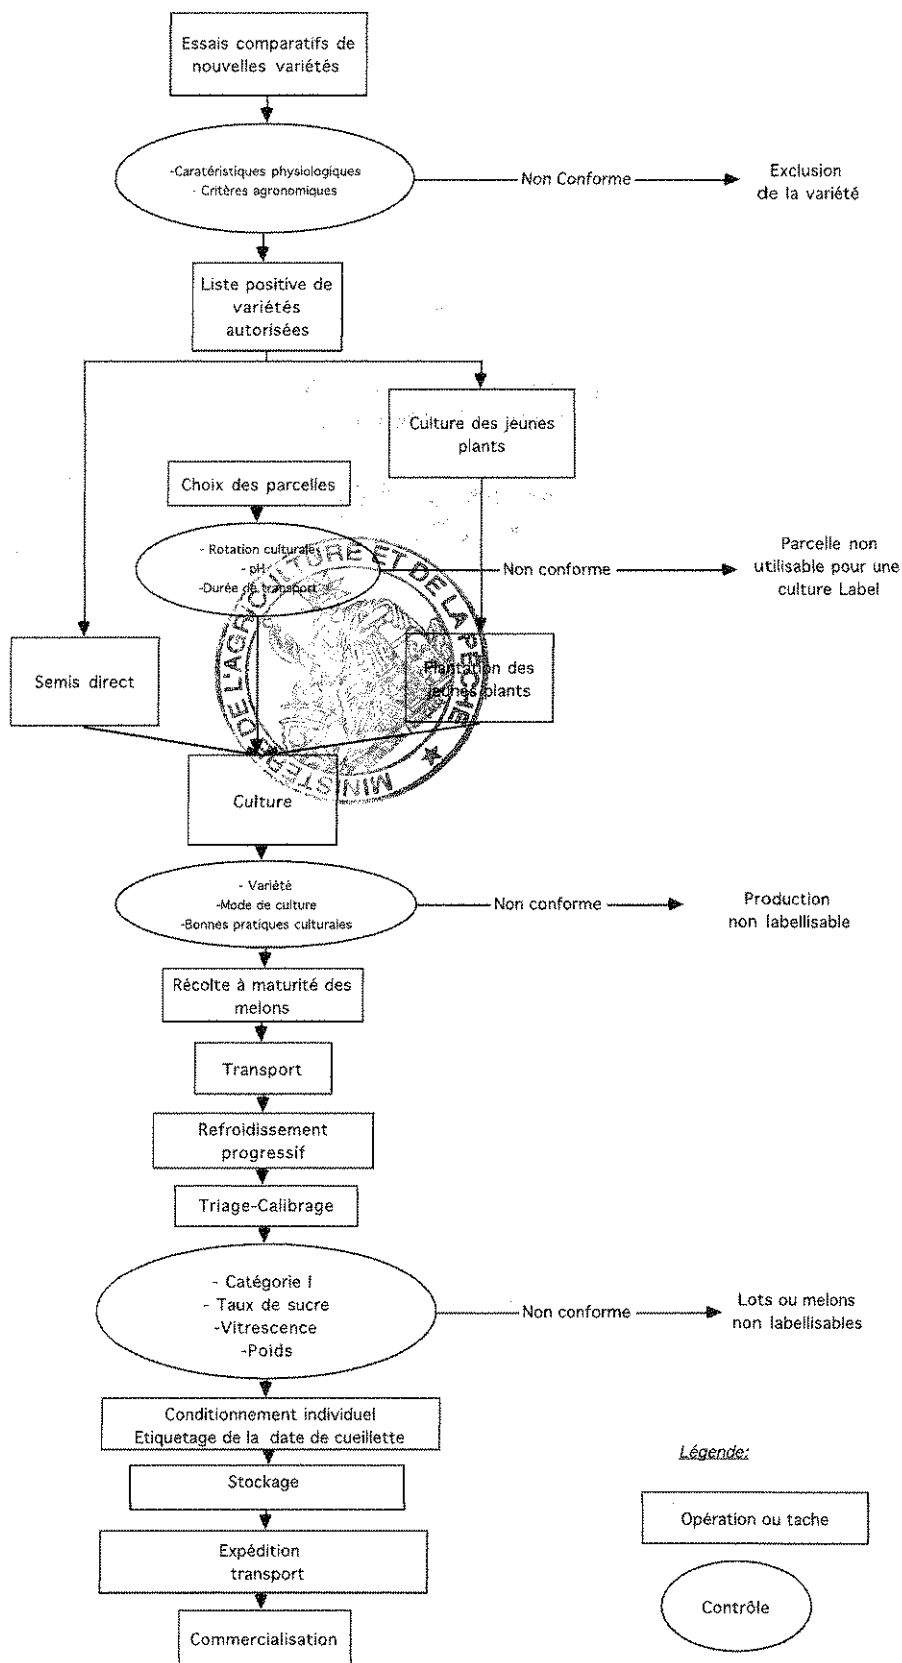 Essais comparatifs de
nouvelles variétés
-Caratéristiques physiologiques
- Critères agronomiques
Non Conforme
Exclusion
de la variété
Liste positive de
variétés
autorisées
Culture des jeunes
plants
Choix des parcelles
- Rotation culturale
- pH
-Durée de transport
Non conforme
Parcelle non
utilisable pour une
culture Label
Semis direct
Plantation des
jeunes plants
MINISTERE DE L'AGRICULTURE ET DE LA PECHE
Culture
- Variété
-Mode de culture
-Bonnes pratiques culturales
Non conforme
Production
non labellisable
Récolte à maturité des
melons
Transport
Refroidissement
progressif
Triage-Calibrage
- Catégorie I
- Taux de sucre
-Vitrescence
-Poids
Non conforme
Lots ou melons
non labellisables
Conditionnement individuel
Etiquetage de la date de cueillette
Stockage
Expédition
transport
Commercialisation
Légende:
Opération ou tache
Contrôle